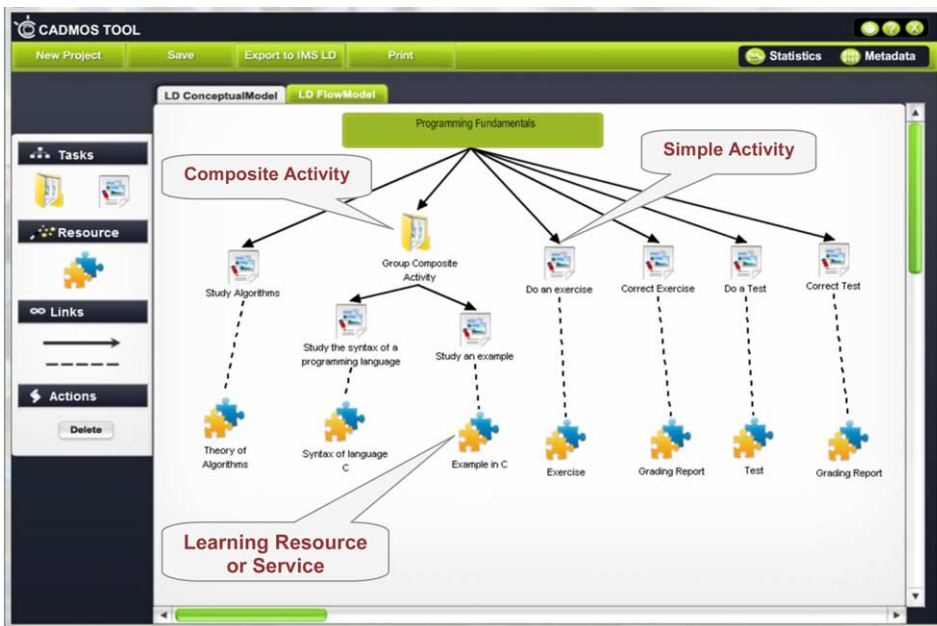 CADMOS TOOL
New Project
Save
Export to IMS LD
Print
Statistics
Metadata
LD ConceptualModel
LD FlowModel
Tasks
Resource
Links
Actions
Delete
Programming Fundamentals
Composite Activity
Simple Activity
Group Composite
Activity
Study Algorithms
Do an exercise
Correct Exercise
Do a Test
Correct Test
Study the syntax of a
programming language
Study an example
Theory of
Algorithms
Syntax of language
C
Example in C
Exercise
Grading Report
Test
Grading Report
Learning Resource
or Service